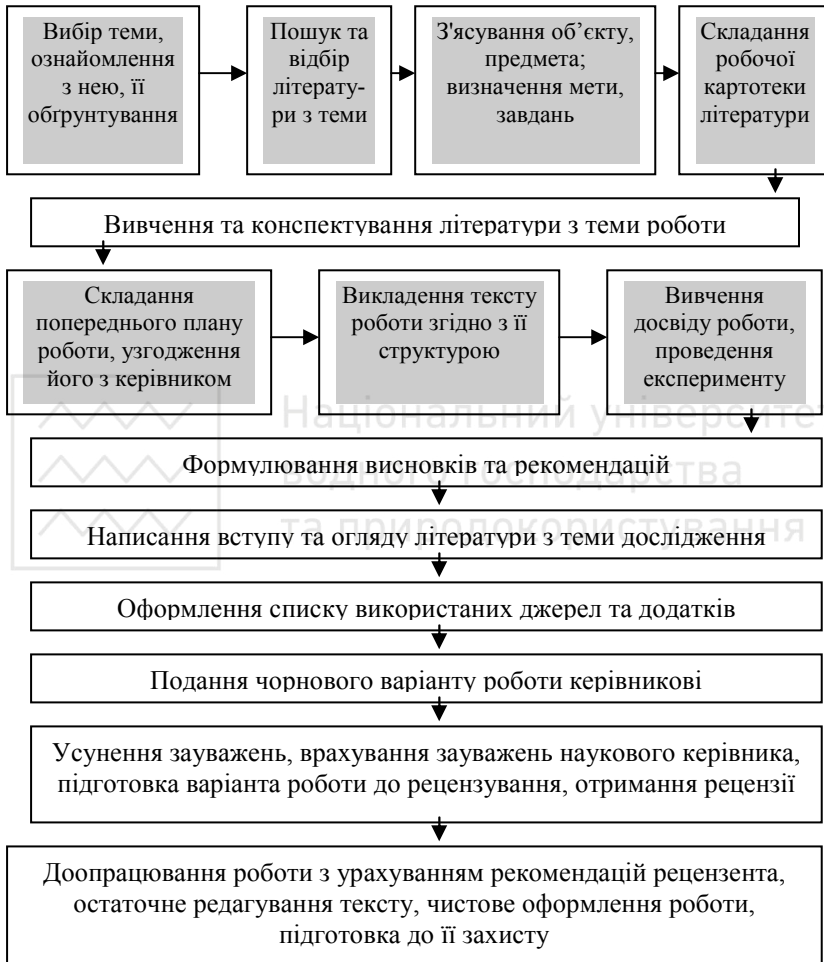 Вибір теми,
ознайомлення
з нею, її
обґрунтування
Пошук та
відбір
літерату-
ри з теми
З'ясування об’єкту,
предмета;
визначення мети,
завдань
Складання
робочої
картотеки
літератури
Вивчення та конспектування літератури з теми роботи
Складання
попереднього плану
роботи, узгодження
його з керівником
Викладення тексту
роботи згідно з її
структурою
Вивчення
досвіду роботи,
проведення
експерименту
Національний університе
Формулювання висновків та рекомендацій
водного господарства
Написання вступу та огляду літератури з теми дослідження
та природокористування
Оформлення списку використаних джерел та додатків
Подання чорнового варіанту роботи керівникові
Усунення зауважень, врахування зауважень наукового керівника,
підготовка варіанта роботи до рецензування, отримання рецензії
Доопрацювання роботи з урахуванням рекомендацій рецензента,
остаточне редагування тексту, чистове оформлення роботи,
підготовка до її захисту